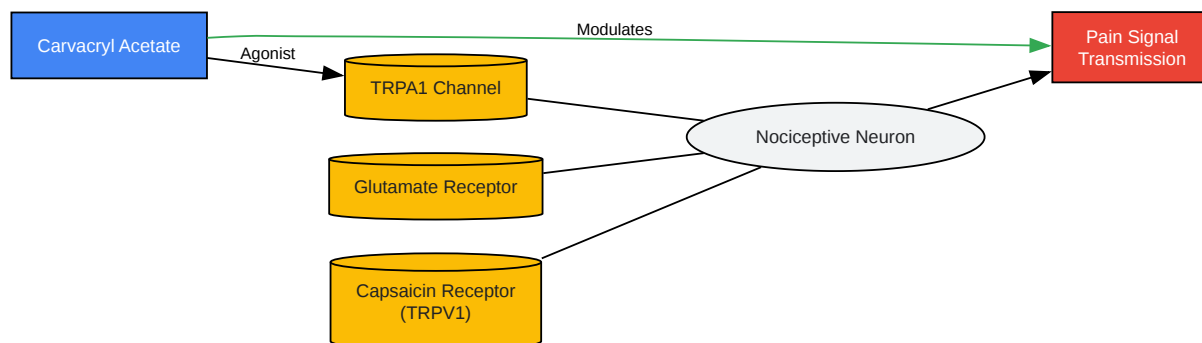 Carvacryl Acetate
Modulates
Agonist
Pain Signal
Transmission
TRPA1 Channel
Nociceptive Neuron
Glutamate Receptor
Capsaicin Receptor
(TRPV1)